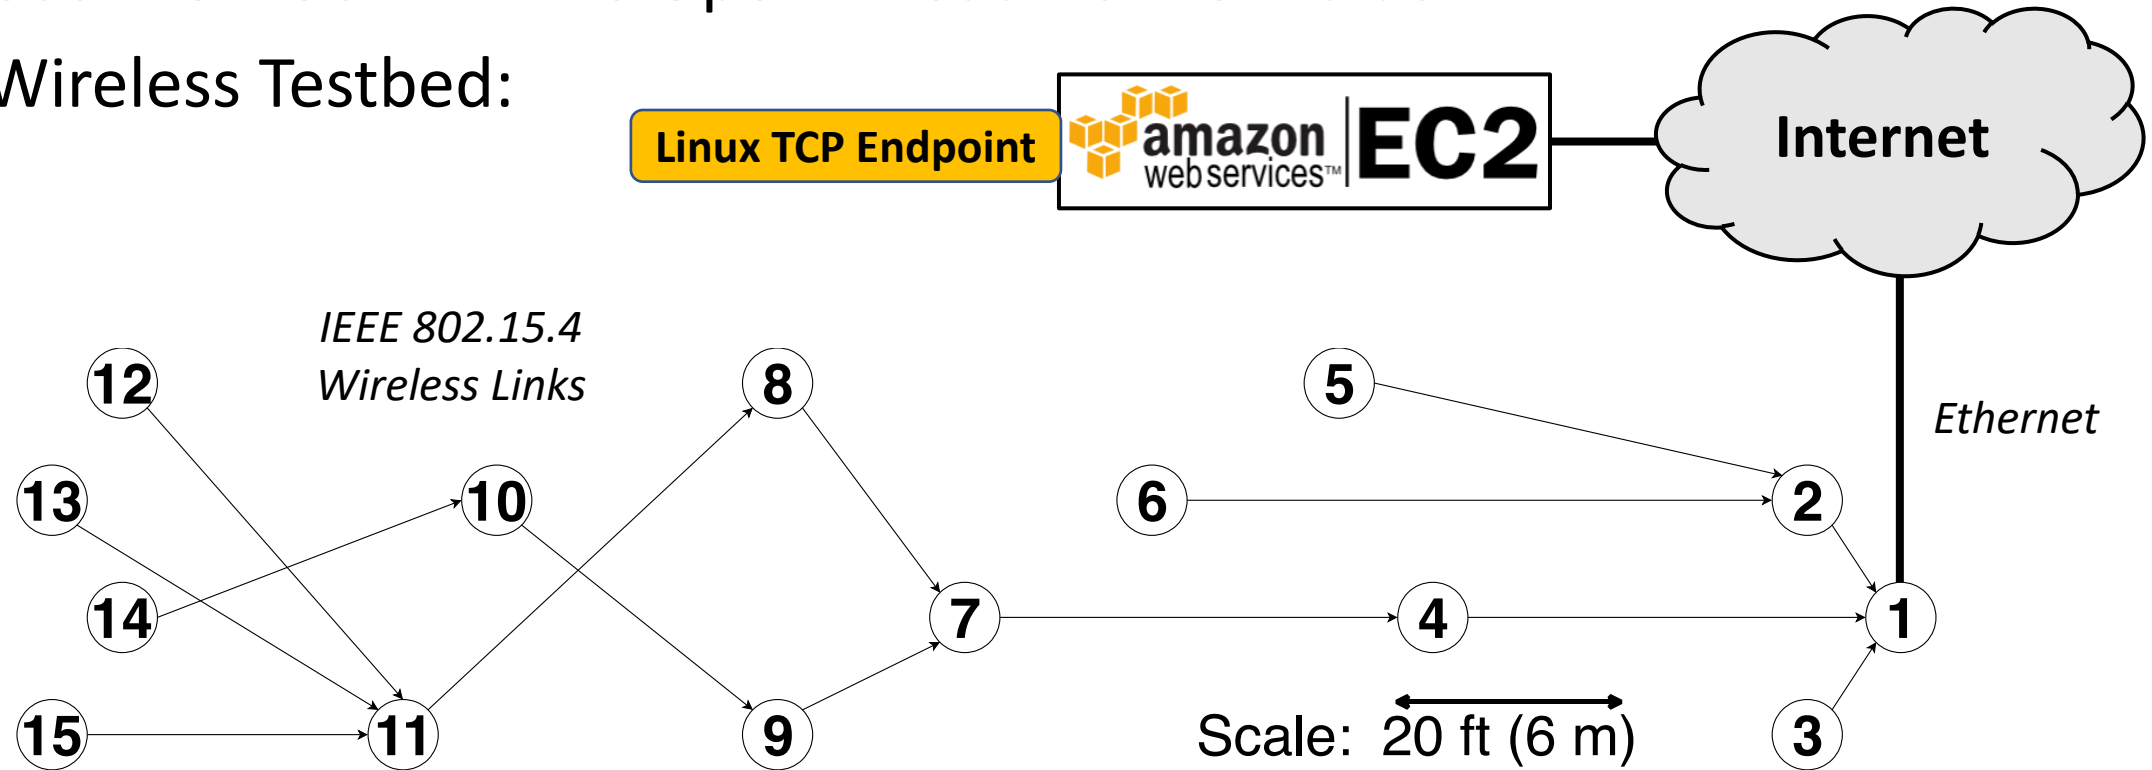 Wireless Testbed:
Linux TCP Endpoint
amazon
web services™
EC2
Internet
IEEE 802.15.4
Wireless Links
Ethernet
12
8
5
13
10
6
2
14
7
4
1
15
11
9
3
Scale: 20 ft (6 m)